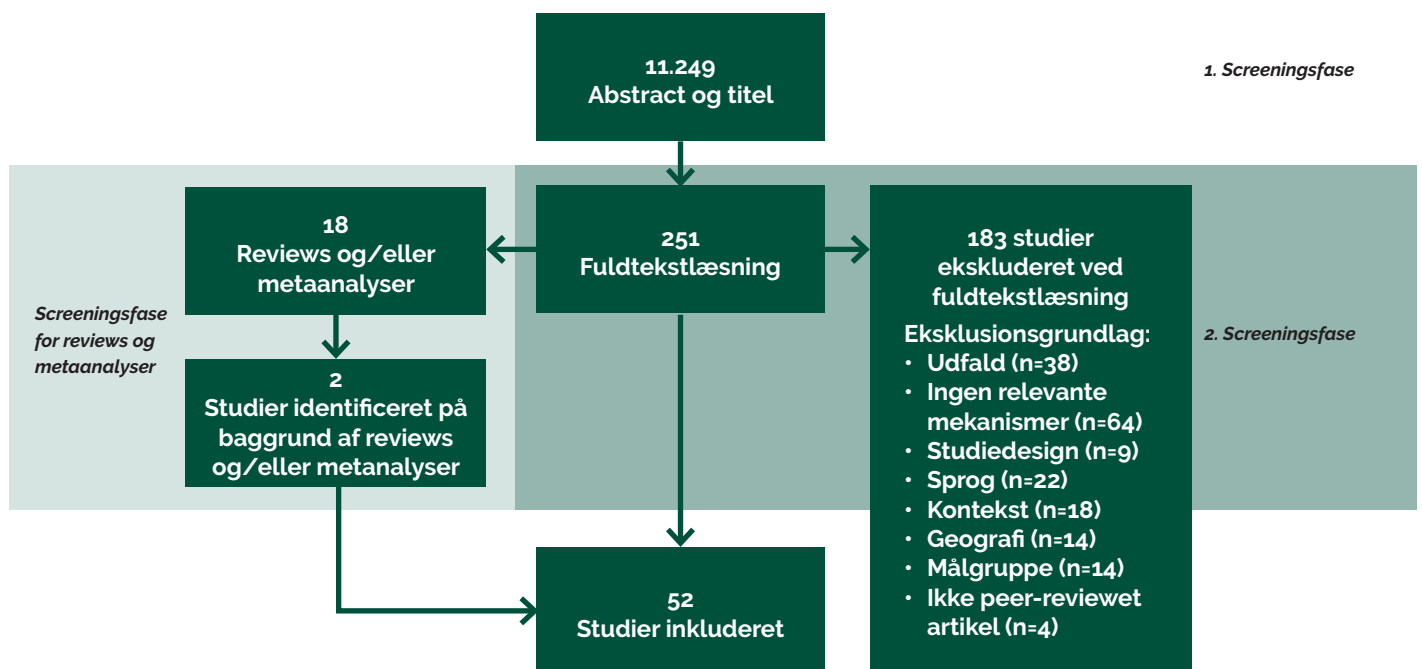 11.249
Abstract og titel
1. Screeningsfase
18
Reviews og/eller
metaanalyser
251
Fuldtekstlæsning
183 studier
ekskluderet ved
fuldtekstlæsning
Eksklusionsgrundlag:
• Udfald (n=38)
• Ingen relevante
mekanismer (n=64)
• Studiedesign (n=9)
• Sprog (n=22)
• Kontekst (n=18)
• Geografi (n=14)
• Målgruppe (n=14)
• Ikke peer-reviewet
artikel (n=4)
Screeningsfase
for reviews og
metaanalyser
2. Screeningsfase
2
Studier identificeret på
baggrund af reviews
og/eller metanalyser
52
Studier inkluderet